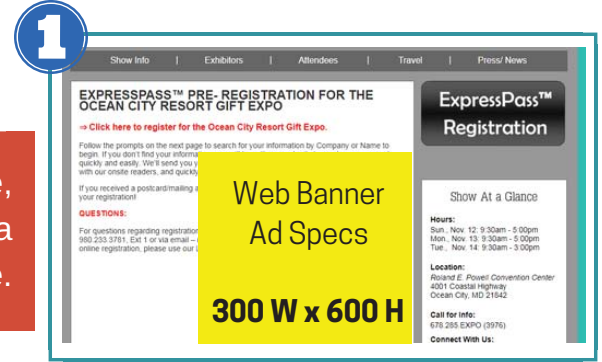 1
Show Info | Exhibitors | Attendees | Travel | Press/ News
EXPRESSPASS™ PRE- REGISTRATION FOR THE
OCEAN CITY RESORT GIFT EXPO
⇒ Click here to register for the Ocean City Resort Gift Expo.
Follow the prompts on the next page to search for your information by Company or Name to
begin. If you don't find your informa
quickly and easily. We'll send you y
with our onsite readers, and quickly
If you received a postcard/mailing a
your registration!
QUESTIONS:
For questions regarding registration
980.233.3781, Ext 1 or via email –
online registration, please use our
Web Banner
Ad Specs
300 W x 600 H
ExpressPass™
Registration
Show At a Glance
Hours:
Sun., Nov. 12: 9:30am - 5:00pm
Mon., Nov. 13: 9:30am - 5:00pm
Tue., Nov. 14: 9:30am - 3:00pm
Location:
Roland E. Powell Convention Center
4001 Coastal Highway
Ocean City, MD 21842
Call for Info:
678.285.EXPO (3976)
Connect With Us:
e,
a
e.